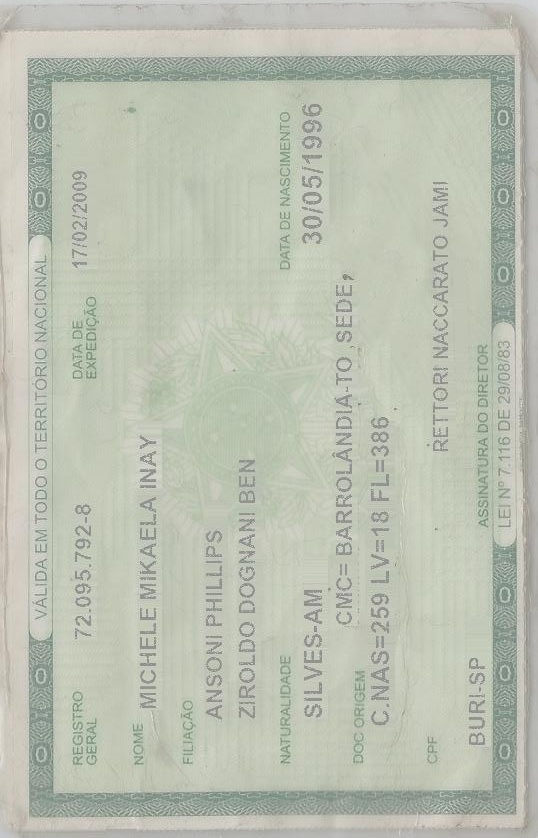 VÁLIDA EM TODO O TERRITÓRIO NACIONAL
REGISTRO GERAL 72.095.792-8 DATA DE EXPEDIÇÃO 17/02/2009
NOME MICHELE MIKAELA INAY
FILIAÇÃO ANSONI PHILLIPS
ZIROLDO DOGNANI BEN
NATURALIDADE SILVES-AM DATA DE NASCIMENTO 30/05/1996
DOC ORIGEM CMC= BARROLÂNDIA-TO ,SEDE,
C.NAS=259 LV=18 FL=386
CPF
RETTORI NACCARATO JAMI
BURI-SP
ASSINATURA DO DIRETOR
LEI Nº 7.116 DE 29/08/83